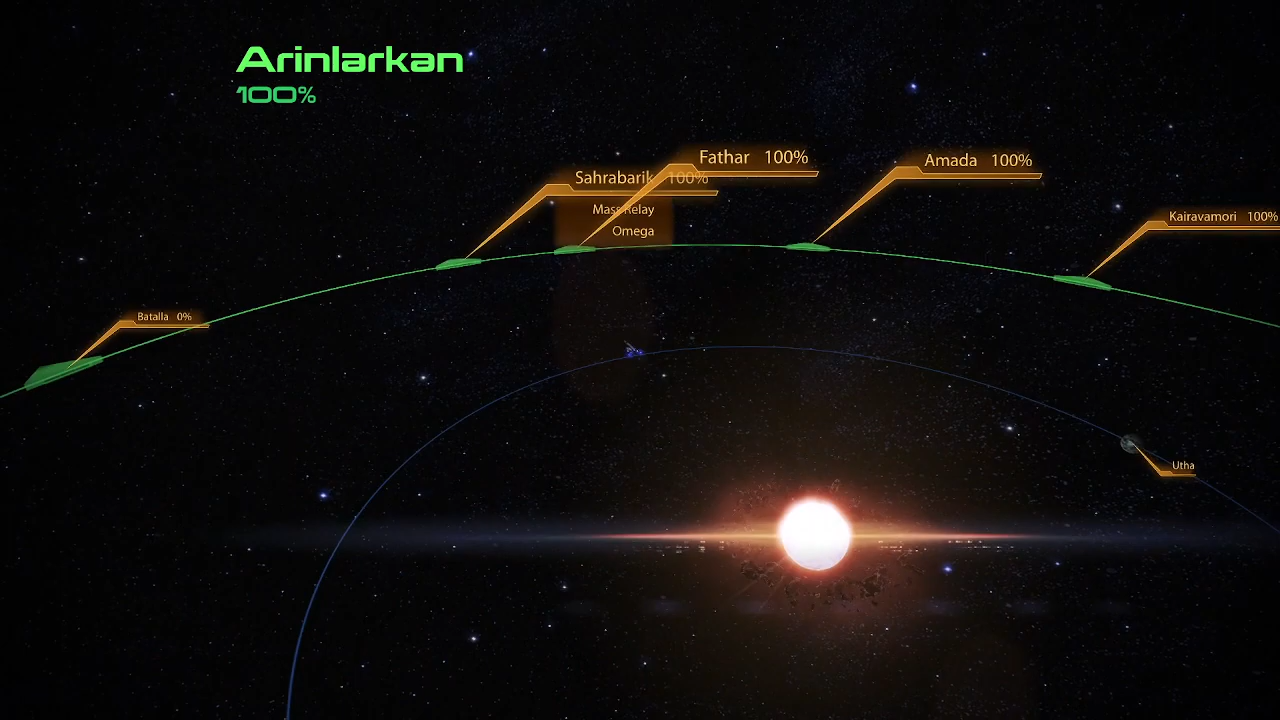 Arinlarkan
100%
Fathar 100%
Sahrabarik 100%
Mass Relay
Omega
Amada 100%
Kairavamori 100%
Batalla 0%
Utha